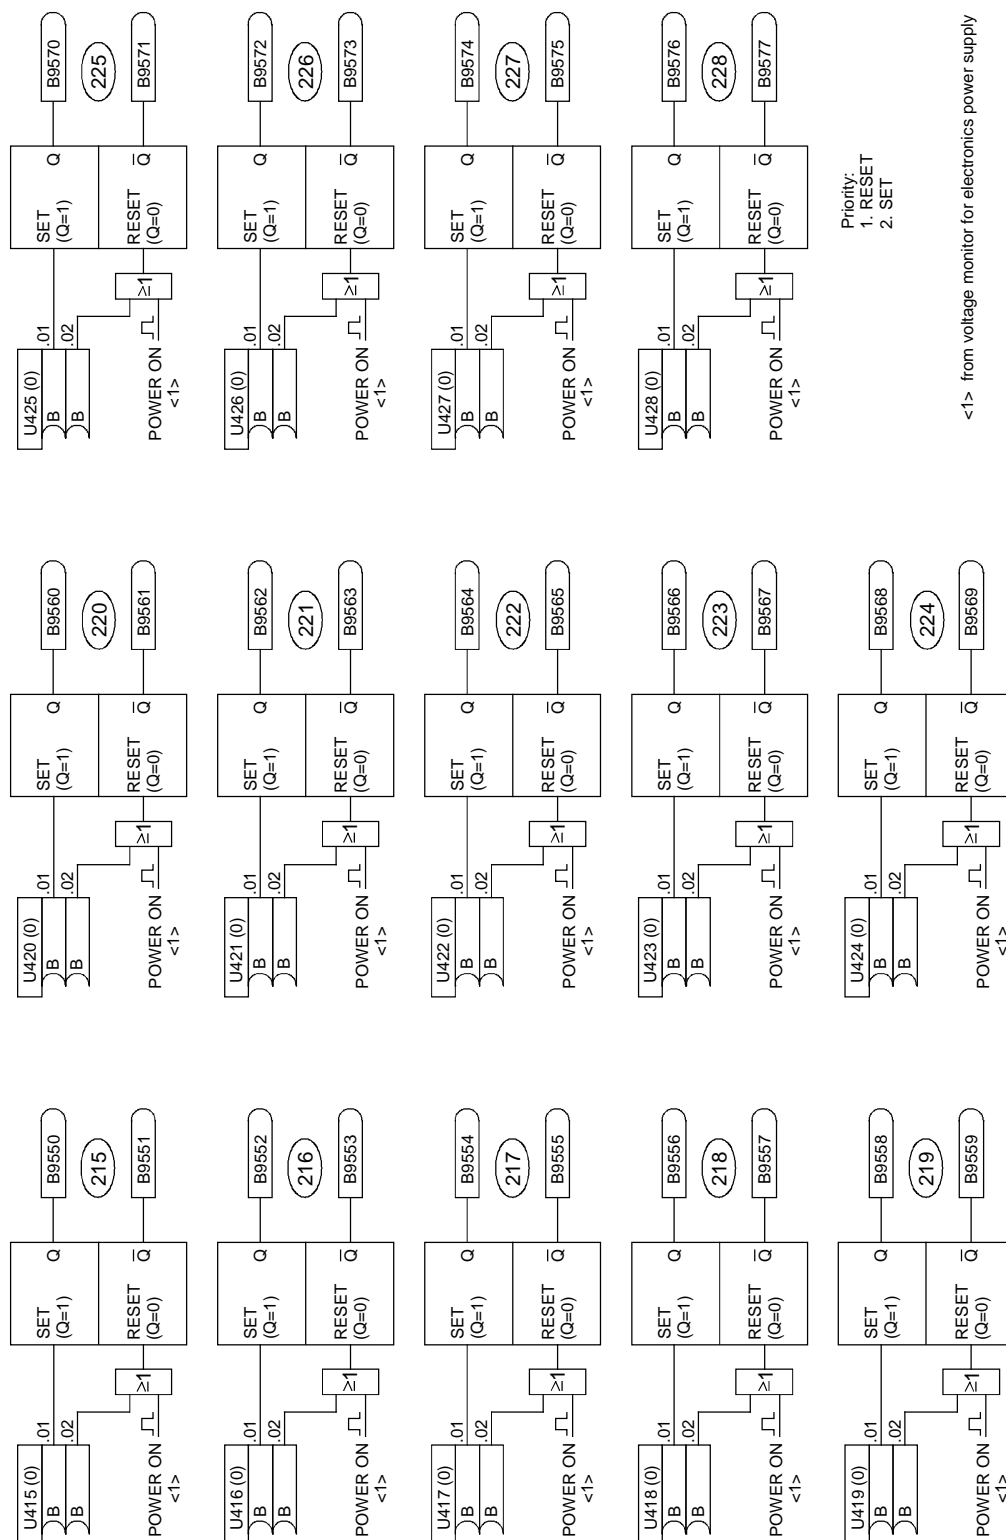 U415 (0)
B .01 SET Q B9550
(Q=1)
B .02
215
≥1 RESET Q̅ B9551
(Q=0)
POWER ON
<1>
U416 (0)
B .01 SET Q B9552
(Q=1)
B .02
216
≥1 RESET Q̅ B9553
(Q=0)
POWER ON
<1>
U417 (0)
B .01 SET Q B9554
(Q=1)
B .02
217
≥1 RESET Q̅ B9555
(Q=0)
POWER ON
<1>
U418 (0)
B .01 SET Q B9556
(Q=1)
B .02
218
≥1 RESET Q̅ B9557
(Q=0)
POWER ON
<1>
U419 (0)
B .01 SET Q B9558
(Q=1)
B .02
219
≥1 RESET Q̅ B9559
(Q=0)
POWER ON
<1>
U420 (0)
B .01 SET Q B9560
(Q=1)
B .02
220
≥1 RESET Q̅ B9561
(Q=0)
POWER ON
<1>
U421 (0)
B .01 SET Q B9562
(Q=1)
B .02
221
≥1 RESET Q̅ B9563
(Q=0)
POWER ON
<1>
U422 (0)
B .01 SET Q B9564
(Q=1)
B .02
222
≥1 RESET Q̅ B9565
(Q=0)
POWER ON
<1>
U423 (0)
B .01 SET Q B9566
(Q=1)
B .02
223
≥1 RESET Q̅ B9567
(Q=0)
POWER ON
<1>
U424 (0)
B .01 SET Q B9568
(Q=1)
B .02
224
≥1 RESET Q̅ B9569
(Q=0)
POWER ON
<1>
U425 (0)
B .01 SET Q B9570
(Q=1)
B .02
225
≥1 RESET Q̅ B9571
(Q=0)
POWER ON
<1>
U426 (0)
B .01 SET Q B9572
(Q=1)
B .02
226
≥1 RESET Q̅ B9573
(Q=0)
POWER ON
<1>
U427 (0)
B .01 SET Q B9574
(Q=1)
B .02
227
≥1 RESET Q̅ B9575
(Q=0)
POWER ON
<1>
U428 (0)
B .01 SET Q B9576
(Q=1)
B .02
228
≥1 RESET Q̅ B9577
(Q=0)
POWER ON
<1>
Priority:
1. RESET
2. SET
<1> from voltage monitor for electronics power supply